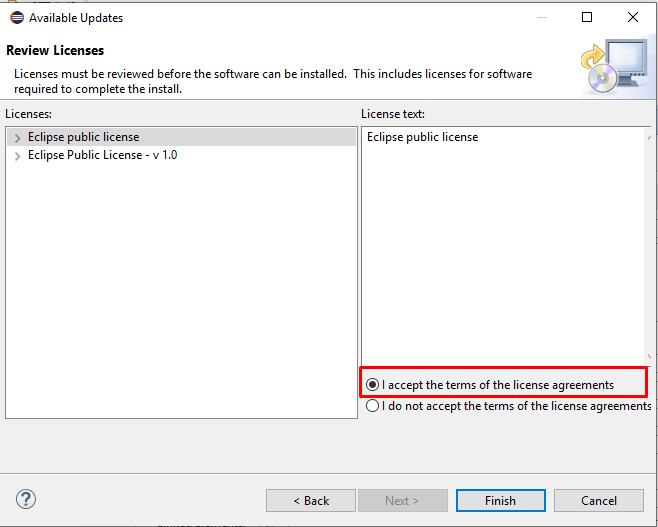 Available Updates
Review Licenses
Licenses must be reviewed before the software can be installed. This includes licenses for software
required to complete the install.
Licenses:
Eclipse public license
Eclipse Public License - v 1.0
License text:
Eclipse public license
I accept the terms of the license agreements
I do not accept the terms of the license agreements
< Back
Next >
Finish
Cancel